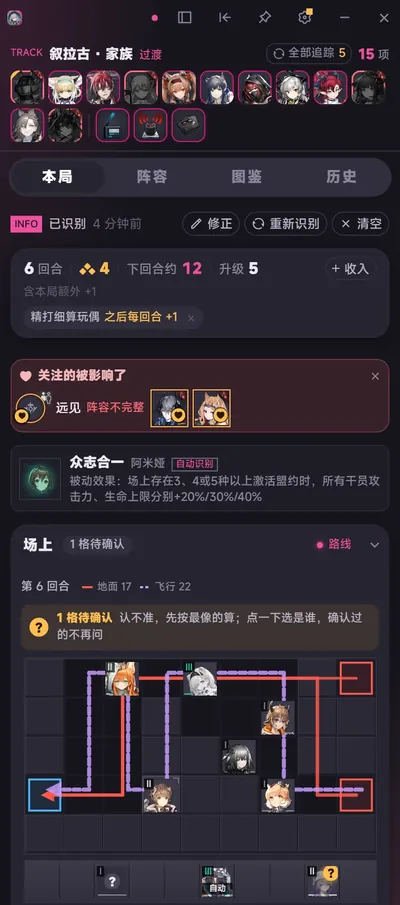 TRACK 叙拉古·家族 过渡 全部追踪 5 15 项
本局 阵容 图鉴 历史
INFO 已识别 4 分钟前 修正 重新识别 清空
6 回合 4 下回合约 12 升级 5 + 收入
含本局额外 +1
精打细算玩偶 之后每回合 +1 ×
关注的被影响了
远见 阵容不完整
众志合一 阿米娅 自动识别
被动效果：场上存在3、4或5种以上激活盟约时，所有干员攻
击力、生命上限分别+20%/30%/40%
场上 1 格待确认 路线
第 6 回合 地面 17 飞行 22
? 1 格待确认 认不准，先按最像的算；点一下选是谁，确认过
的不再问
II III
I
I
II I
I ? III 自动 II ?